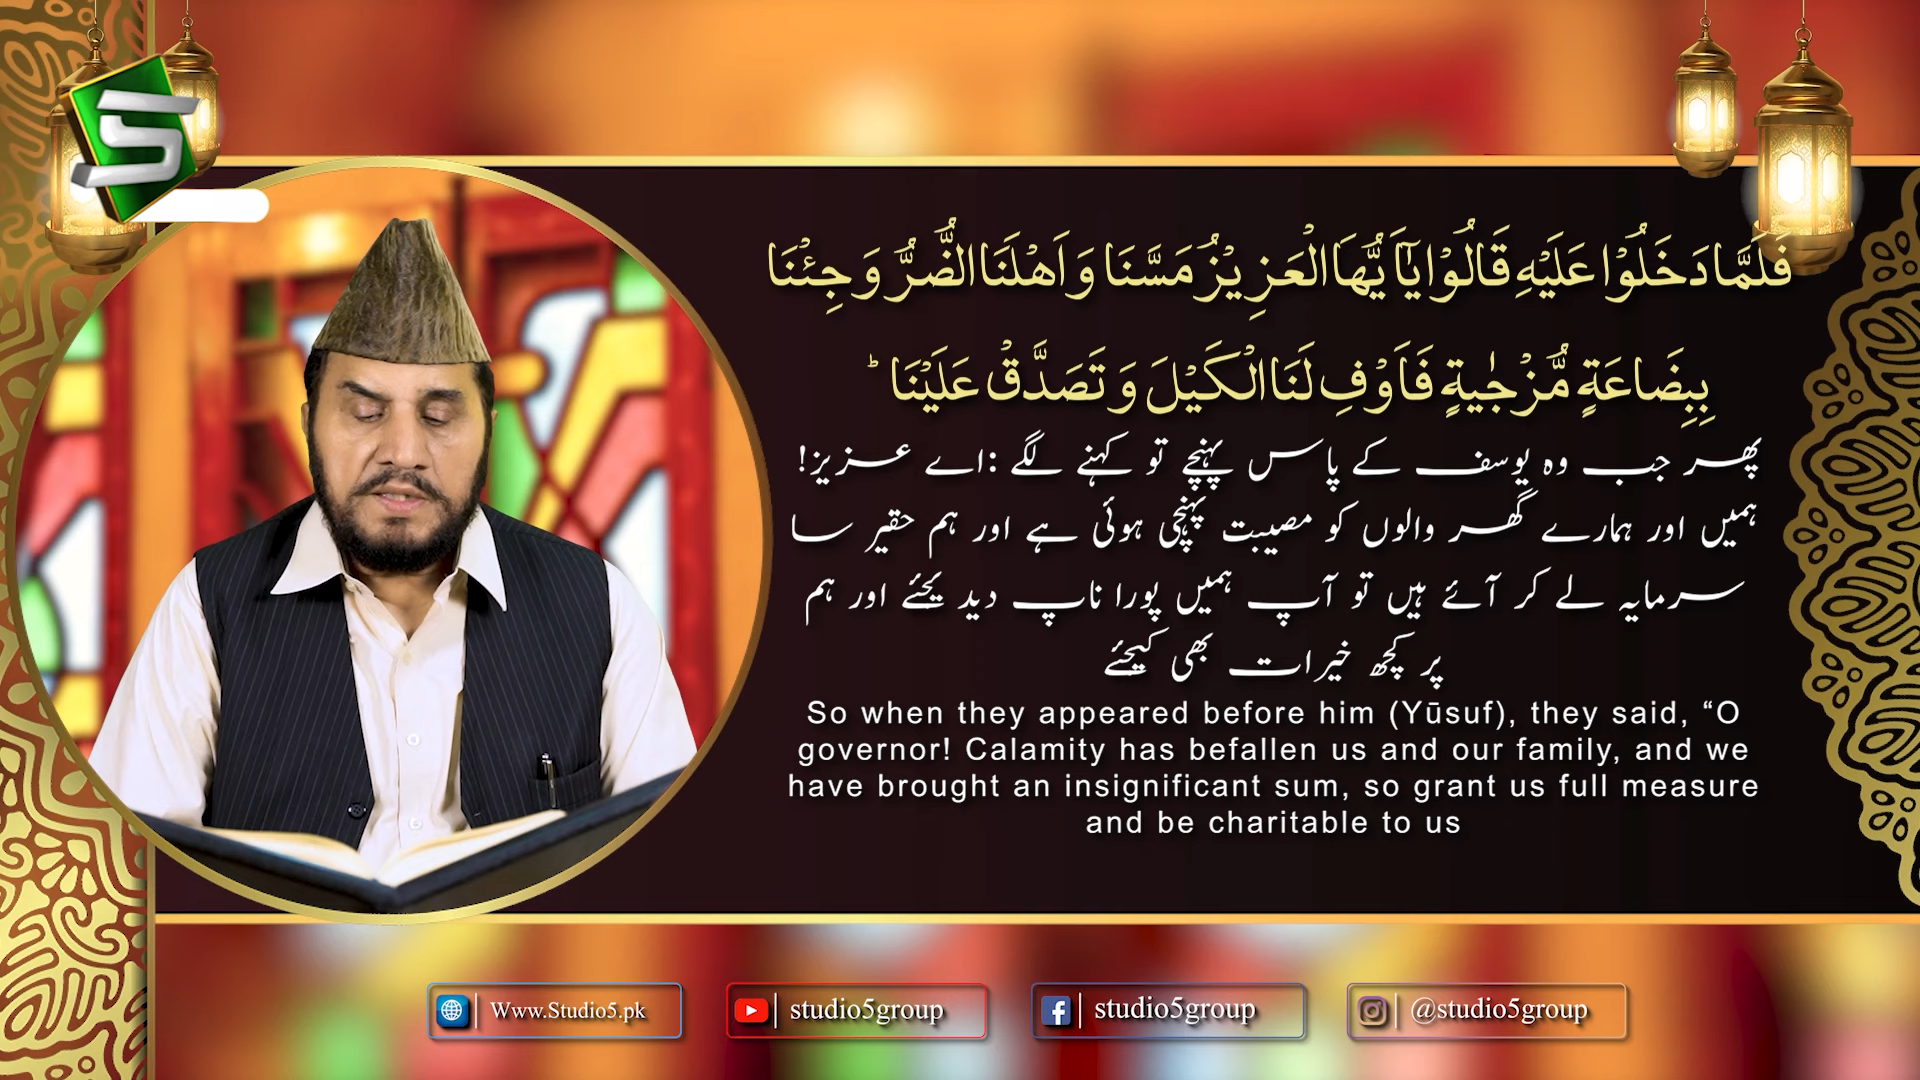 فَلَمَّا دَخَلُوْا عَلَيْهِ قَالُوْا يٰۤاَيُّهَا الْعَزِيْزُ مَسَّنَا وَاَهْلَنَا الضُّرُّ وَجِئْنَا
بِبِضَاعَةٍ مُّزْجٰىةٍ فَاَوْفِ لَنَا الْكَيْلَ وَتَصَدَّقْ عَلَيْنَا ؕ
پھر جب وہ یوسف کے پاس پہنچے تو کہنے لگے :اے عزیز!
ہمیں اور ہمارے گھر والوں کو مصیبت پہنچی ہوئی ہے اور ہم حقیر سا
سرمایہ لے کر آئے ہیں تو آپ ہمیں پورا ناپ دید یجئے اور ہم
پر کچھ خیرات بھی کیجئے
So when they appeared before him (Yūsuf), they said, “O
governor! Calamity has befallen us and our family, and we
have brought an insignificant sum, so grant us full measure
and be charitable to us
5
Www.Studio5.pk
studio5group
studio5group
@studio5group